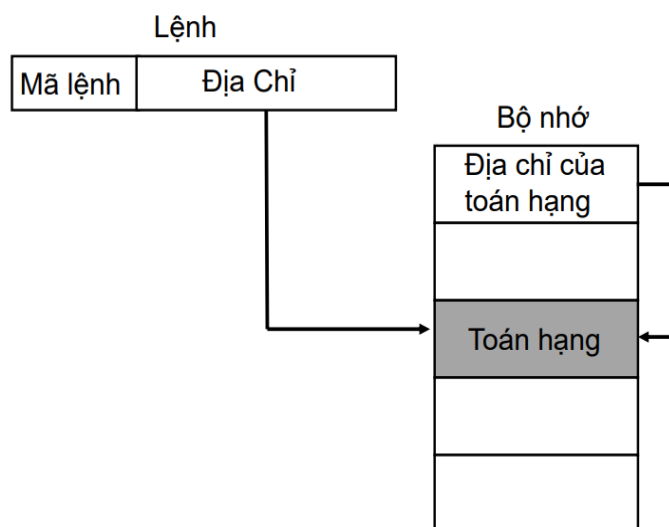 Lệnh
Mã lệnh
Địa Chỉ
Bộ nhớ
Địa chỉ của
toán hạng
Toán hạng